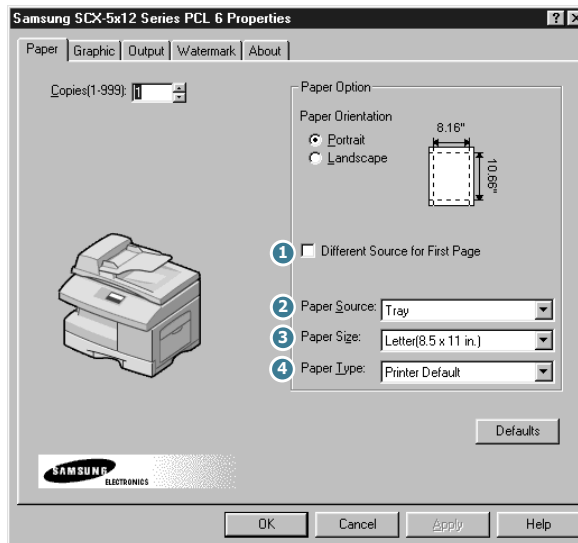 Samsung SCX-5x12 Series PCL 6 Properties
Paper Graphic Output Watermark About
Copies(1-999): 1
Paper Option
Paper Orientation
Portrait
Landscape
8.16"
10.66"
1 Different Source for First Page
2 Paper Source: Tray
3 Paper Size: Letter(8.5 x 11 in.)
4 Paper Type: Printer Default
Defaults
SAMSUNG
ELECTRONICS
OK Cancel Apply Help